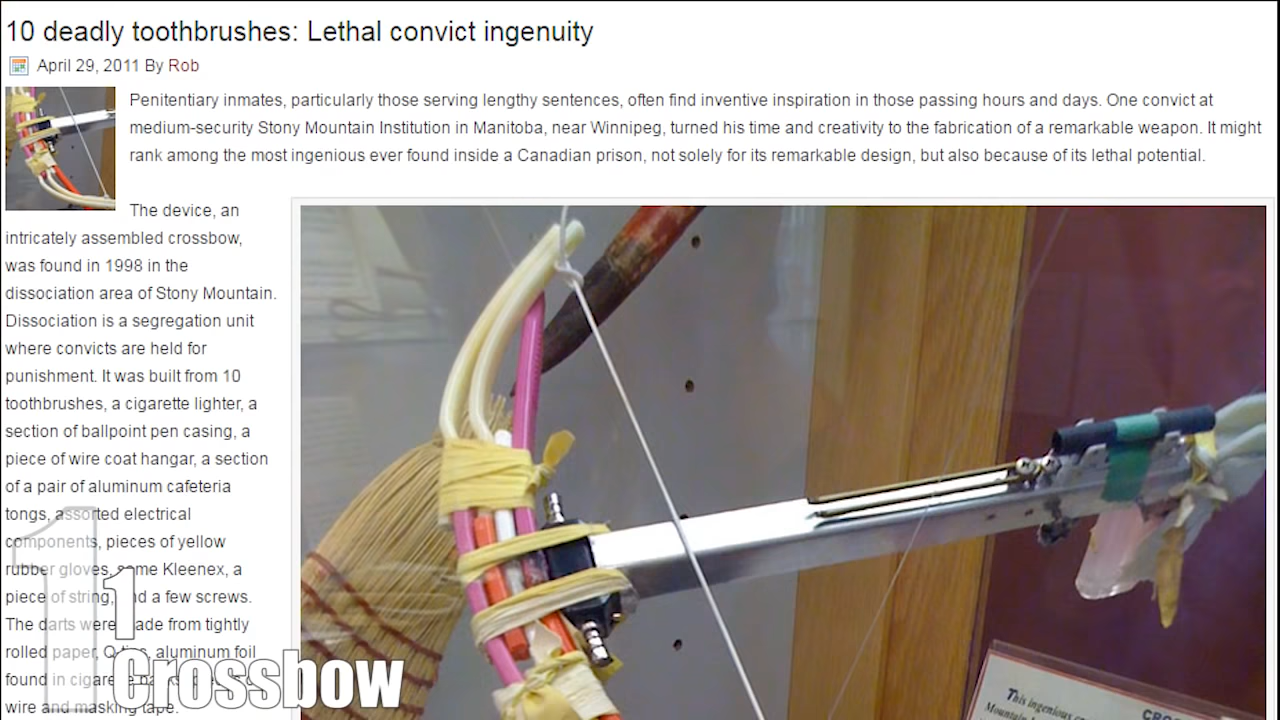 10 deadly toothbrushes: Lethal convict ingenuity
April 29, 2011 By Rob
Penitentiary inmates, particularly those serving lengthy sentences, often find inventive inspiration in those passing hours and days. One convict at
medium-security Stony Mountain Institution in Manitoba, near Winnipeg, turned his time and creativity to the fabrication of a remarkable weapon. It might
rank among the most ingenious ever found inside a Canadian prison, not solely for its remarkable design, but also because of its lethal potential.
The device, an
intricately assembled crossbow,
was found in 1998 in the
dissociation area of Stony Mountain.
Dissociation is a segregation unit
where convicts are held for
punishment. It was built from 10
toothbrushes, a cigarette lighter, a
section of ballpoint pen casing, a
piece of wire coat hangar, a section
of a pair of aluminum cafeteria
tongs, assorted electrical
components, pieces of yellow
rubber gloves, some Kleenex, a
piece of string, and a few screws.
The darts were made from tightly
rolled paper, aluminum foil
found in
wire and masking tape.
1
1
Crossbow
This ingenious
Mountain